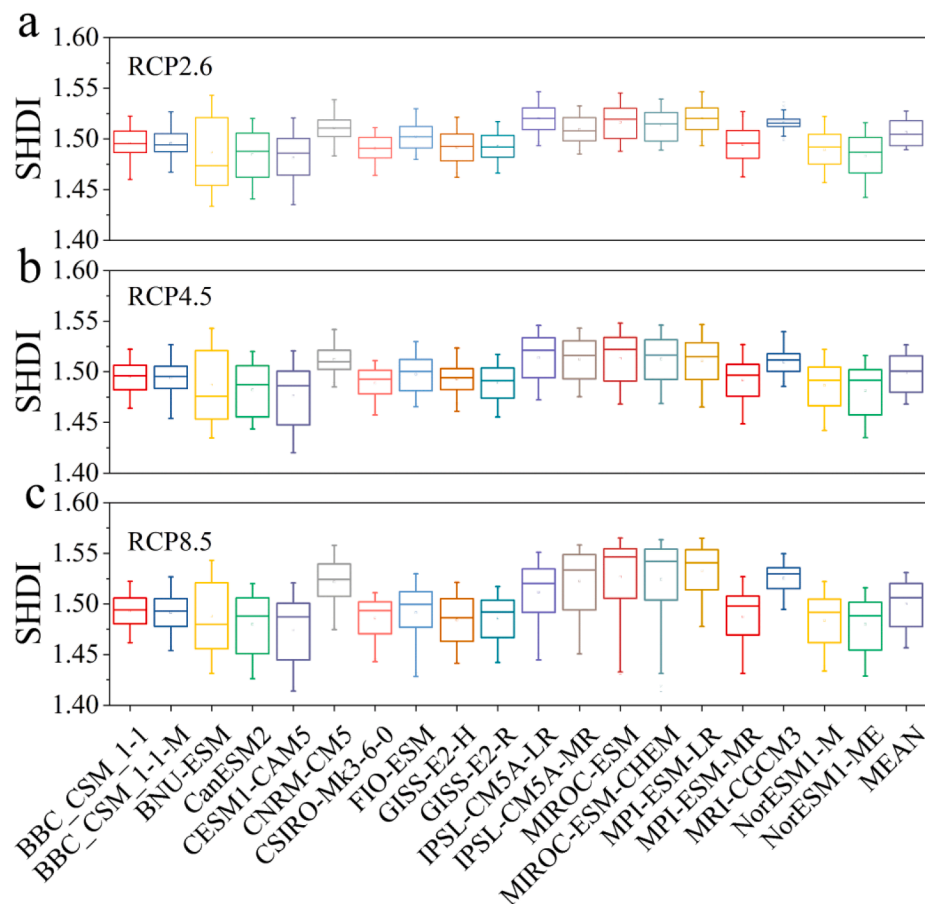 a
1.60
1.55
1.50
1.45
1.40
SHDI
RCP2.6
b
1.60
1.55
1.50
1.45
1.40
SHDI
RCP4.5
c
1.60
1.55
1.50
1.45
1.40
SHDI
RCP8.5
BBC_CSM_1-1
BBC_CSM_1-1-M
BNU-ESM
CanESM2
CESM1-CAM5
CNRM-CM5
CSIRO-Mk3-6-0
FIO-ESM
GISS-E2-H
GISS-E2-R
IPSL-CM5A-LR
IPSL-CM5A-MR
MIROC-ESM
MIROC-ESM-CHEM
MPI-ESM-LR
MPI-ESM-MR
MRI-CGCM3
NorESM1-M
NorESM1-ME
MEAN